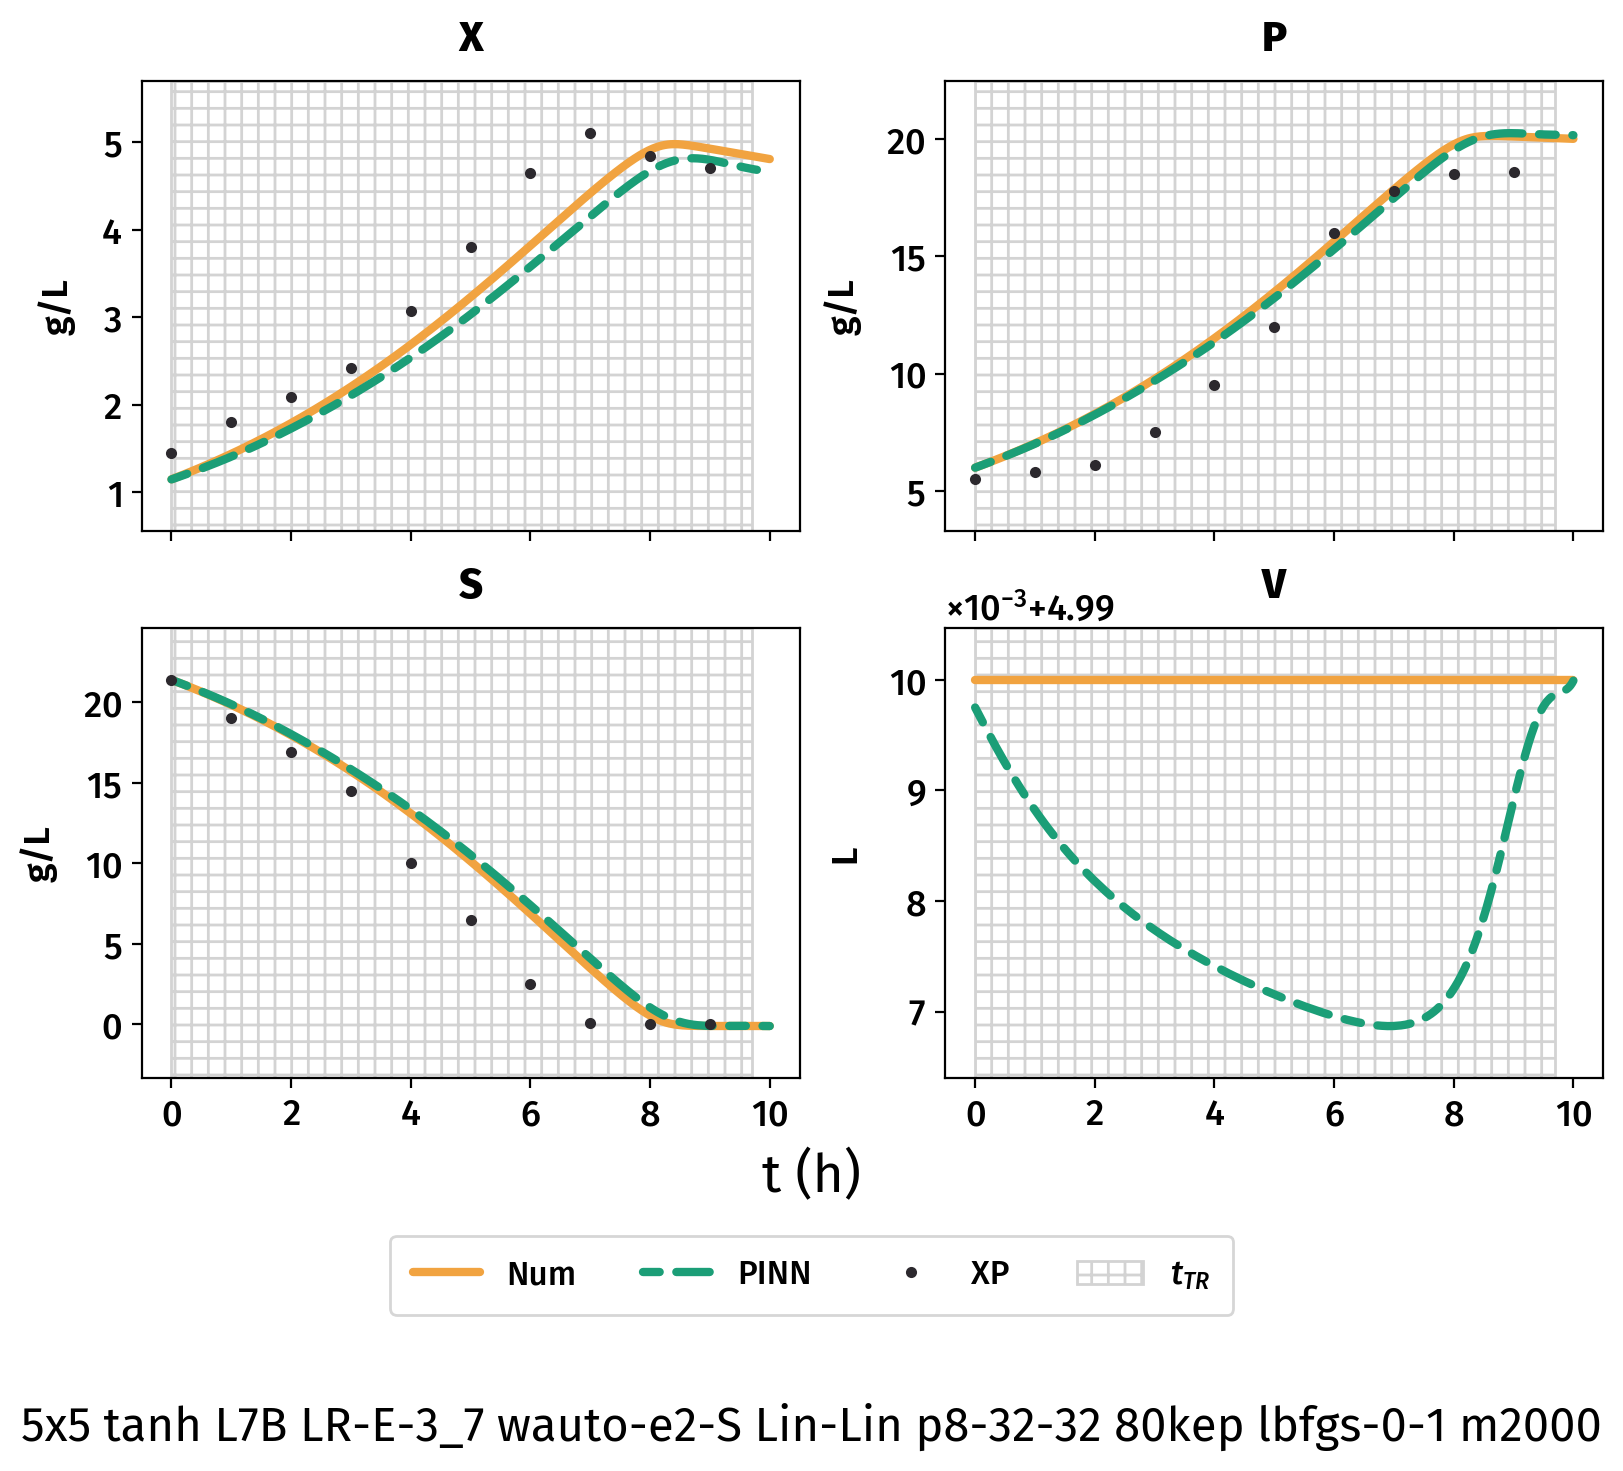 X
P
5
4
3
2
1
g/L
20
15
10
5
g/L
S
V
×10⁻³+4.99
20
15
10
5
0
g/L
10
9
8
7
L
0 2 4 6 8 10
0 2 4 6 8 10
t (h)
Num PINN XP t_TR
5x5 tanh L7B LR-E-3_7 wauto-e2-S Lin-Lin p8-32-32 80kep lbfgs-0-1 m2000